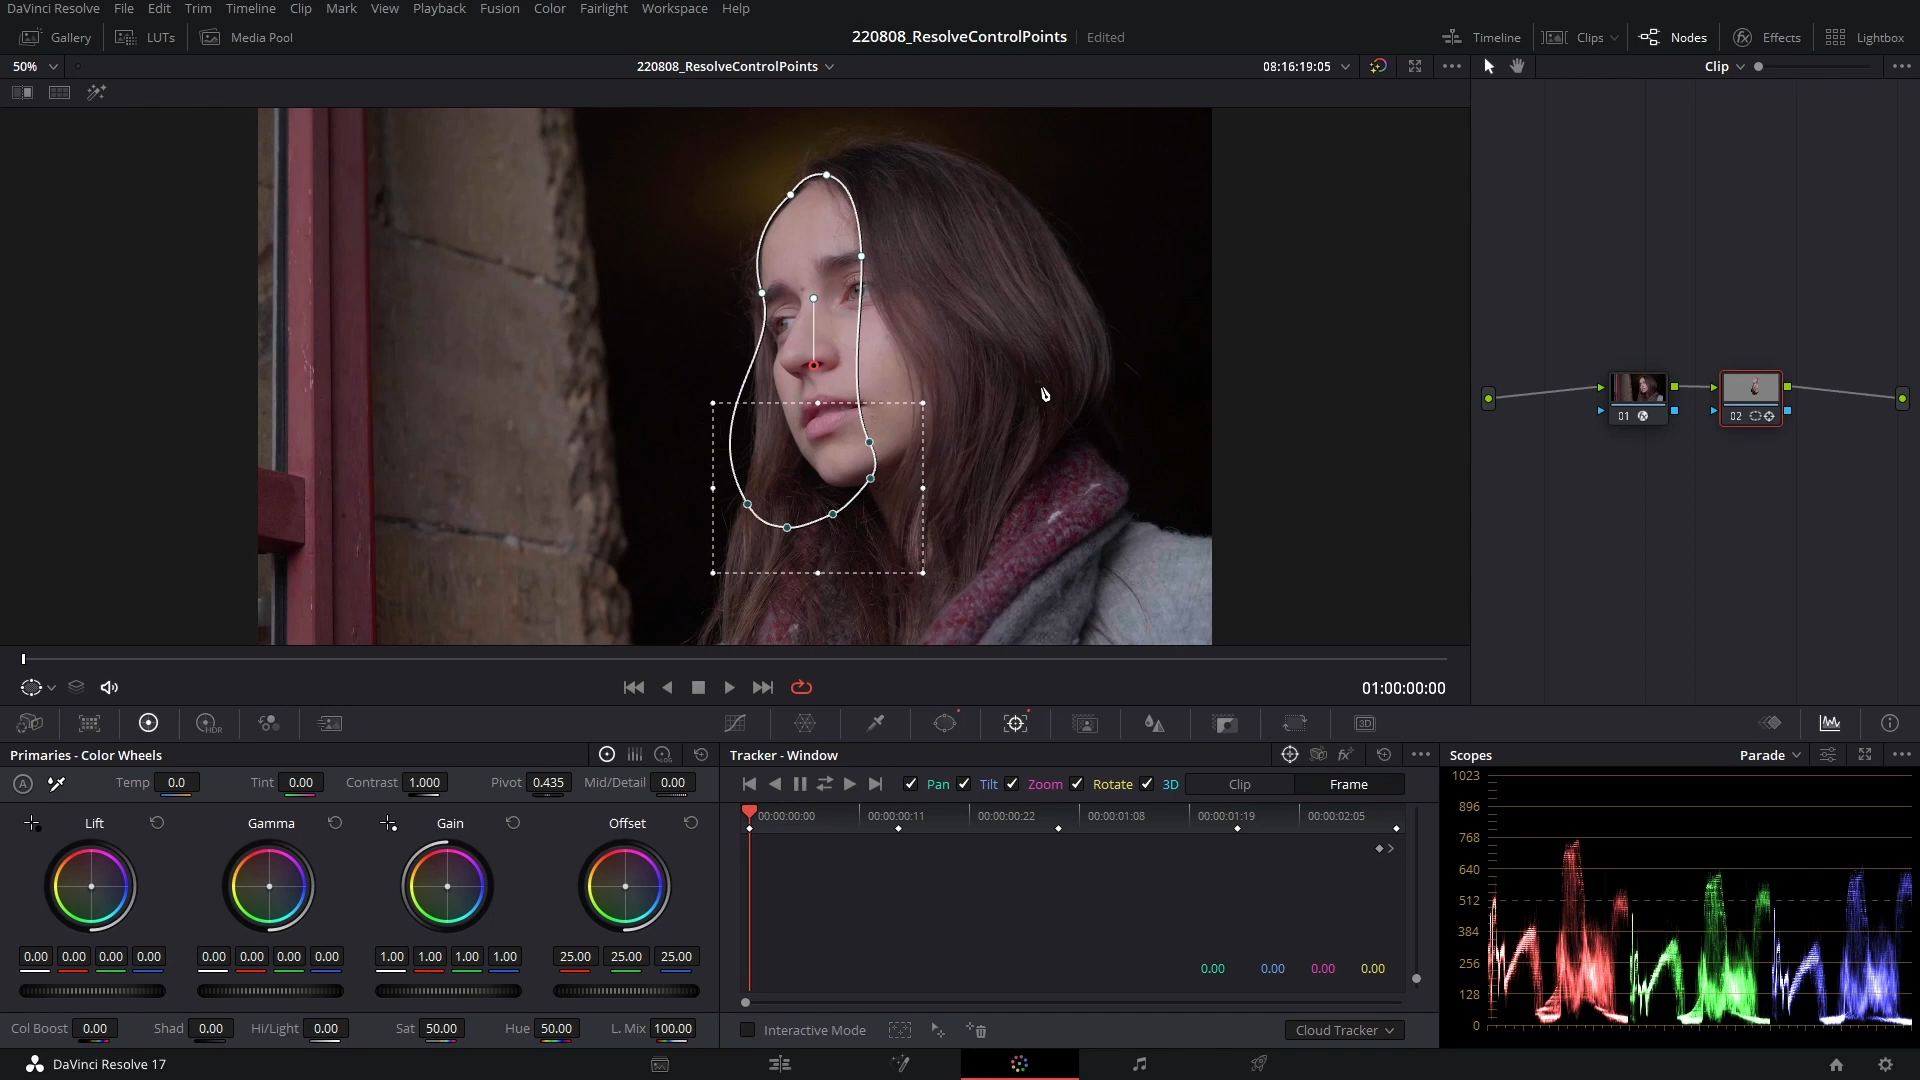 DaVinci Resolve File Edit Trim Timeline Clip Mark View Playback Fusion Color Fairlight Workspace Help
Gallery LUTs Media Pool 220808_ResolveControlPoints Edited Timeline Clips Nodes Effects Lightbox
50% 220808_ResolveControlPoints 08:16:19:05 Clip
01 02
01:00:00:00
HDR 3D
Primaries - Color Wheels LOG
Tracker - Window
Scopes Parade
A Temp 0.0 Tint 0.00 Contrast 1.000 Pivot 0.435 Mid/Detail 0.00
Pan Tilt Zoom Rotate 3D Clip Frame
Lift Gamma Gain Offset
00:00:00:00 00:00:00:11 00:00:00:22 00:00:01:08 00:00:01:19 00:00:02:05
0.00 0.00 0.00 0.00 0.00 0.00 0.00 0.00 1.00 1.00 1.00 1.00 25.00 25.00 25.00
0.00 0.00 0.00 0.00
1023
896
768
640
512
384
256
128
0
Col Boost 0.00 Shad 0.00 Hi/Light 0.00 Sat 50.00 Hue 50.00 L. Mix 100.00
Interactive Mode Cloud Tracker
DaVinci Resolve 17